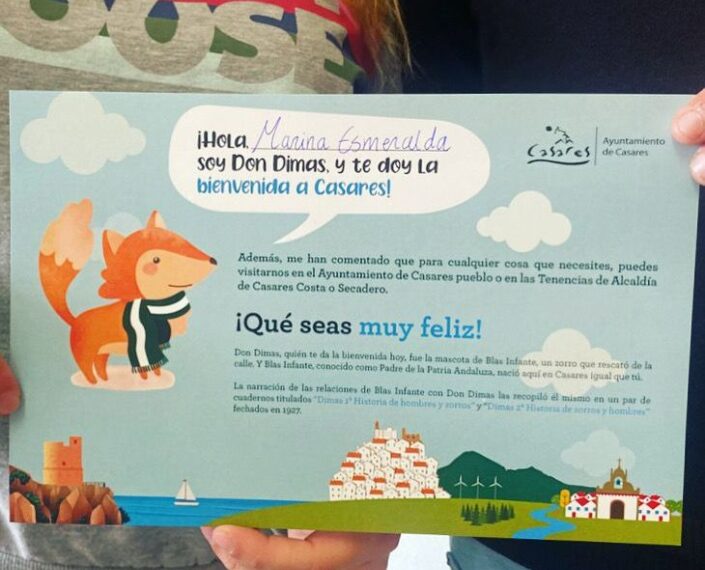 OOSE
¡Hola, Marina Esmeralda
soy Don Dimas, y te doy la
bienvenida a Casares!
Casares
Ayuntamiento
de Casares
Además, me han comentado que para cualquier cosa que necesites, puedes
visitarnos en el Ayuntamiento de Casares pueblo o en las Tenencias de Alcaldía
de Casares Costa o Secadero.
¡Qué seas muy feliz!
Don Dimas, quién te da la bienvenida hoy, fue la mascota de Blas Infante, un zorro que rescató de la
calle. Y Blas Infante, conocido como Padre de la Patria Andaluza, nació aquí en Casares igual que tú.
La narración de las relaciones de Blas Infante con Don Dimas las recopiló él mismo en un par de
cuadernos titulados "Dimas 1º Historia de hombres y zorros" y "Dimas 2º Historia de zorros y hombres"
fechados en 1927.